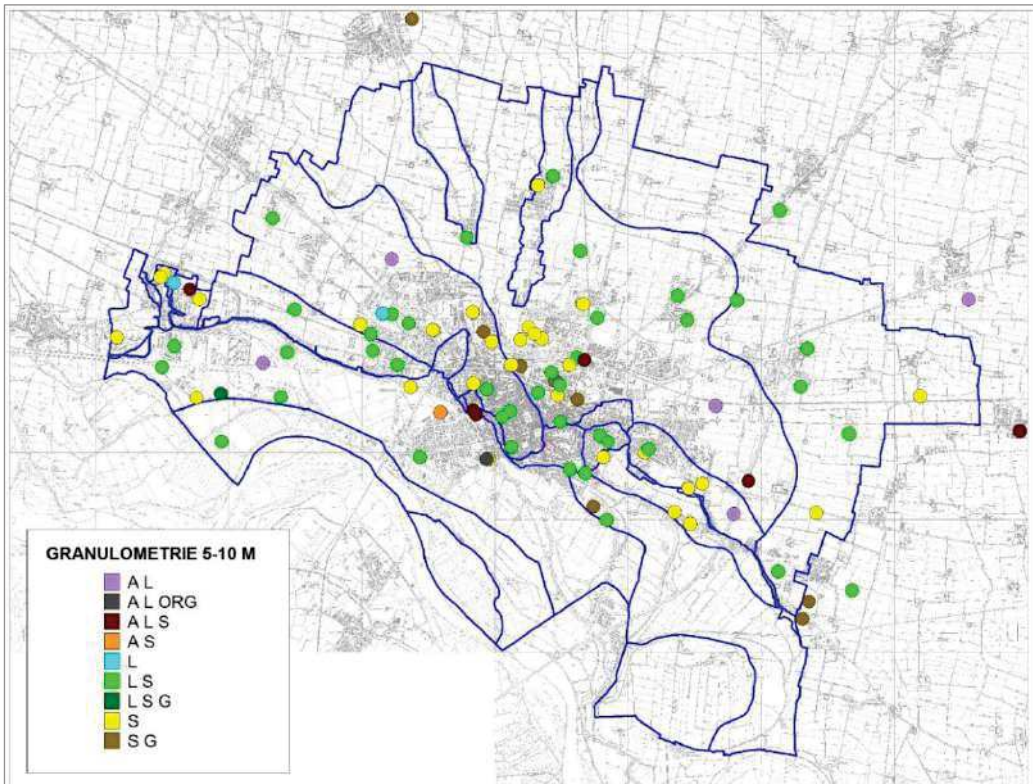 GRANULOMETRIE 5-10 M
A L
A L ORG
A L S
A S
L
L S
L S G
S
S G